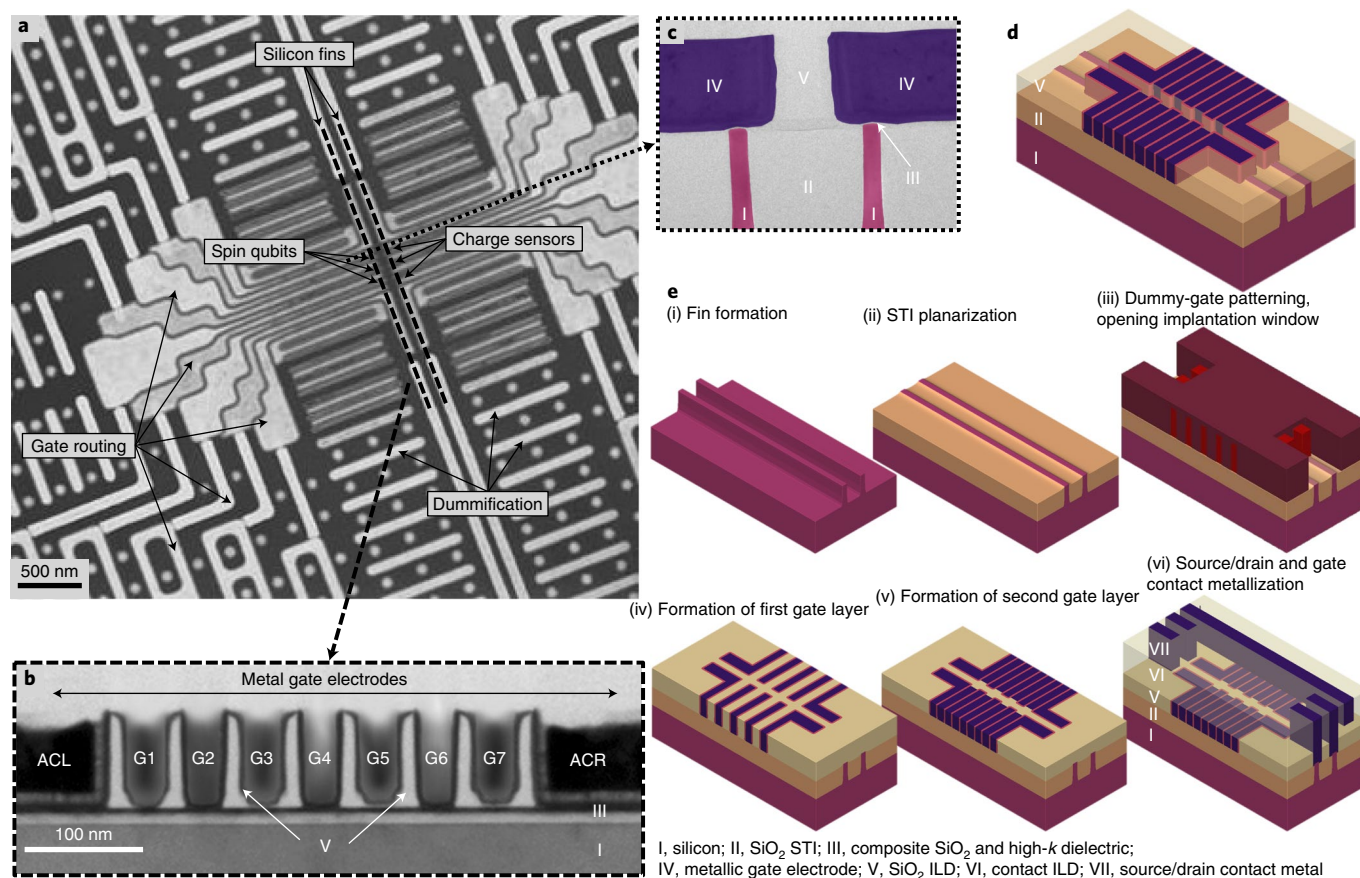 a
Silicon fins
Spin qubits
Charge sensors
Gate routing
Dummification
500 nm
b
Metal gate electrodes
ACL
G1
G2
G3
G4
G5
G6
G7
ACR
III
V
I
100 nm
c
IV
V
IV
III
II
I
I
d
V
II
I
e
(i) Fin formation
(ii) STI planarization
(iii) Dummy-gate patterning,
opening implantation window
(iv) Formation of first gate layer
(v) Formation of second gate layer
(vi) Source/drain and gate
contact metallization
VII
VI
V
II
I
I, silicon; II, SiO₂ STI; III, composite SiO₂ and high-k dielectric;
IV, metallic gate electrode; V, SiO₂ ILD; VI, contact ILD; VII, source/drain contact metal